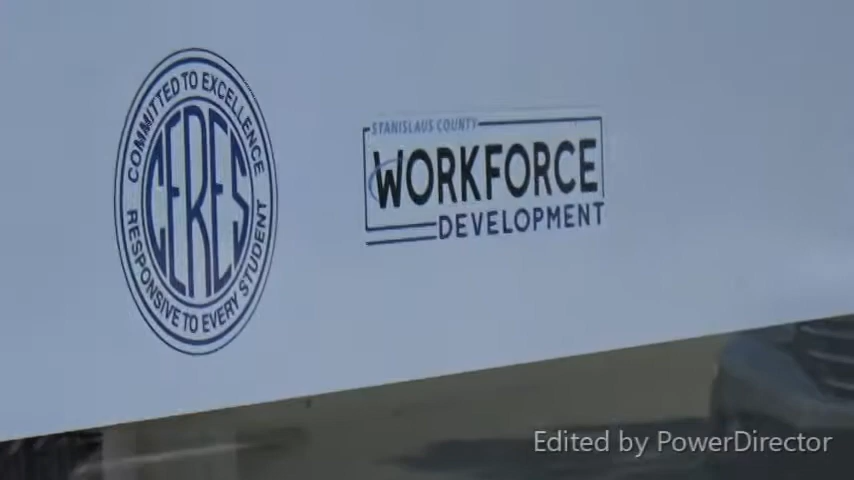 COMMITTED TO EXCELLENCE
CERES
RESPONSIVE TO EVERY STUDENT
STANISLAUS COUNTY
WORKFORCE
DEVELOPMENT
Edited by PowerDirector